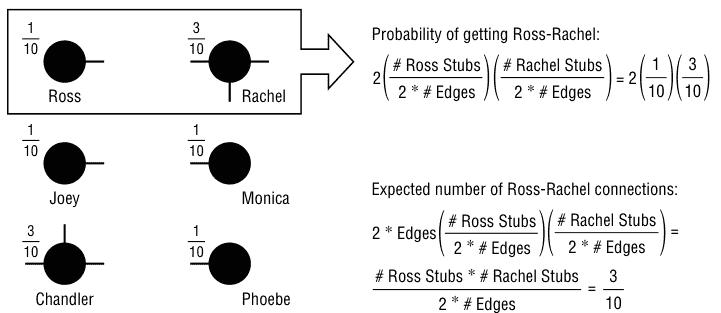 1
10
Ross
3
10
Rachel
1
10
Joey
1
10
Monica
3
10
Chandler
1
10
Phoebe
Probability of getting Ross-Rachel:
2(# Ross Stubs / 2 * # Edges)(# Rachel Stubs / 2 * # Edges) = 2(1/10)(3/10)
Expected number of Ross-Rachel connections:
2 * Edges(# Ross Stubs / 2 * # Edges)(# Rachel Stubs / 2 * # Edges) =
# Ross Stubs * # Rachel Stubs / 2 * # Edges = 3/10